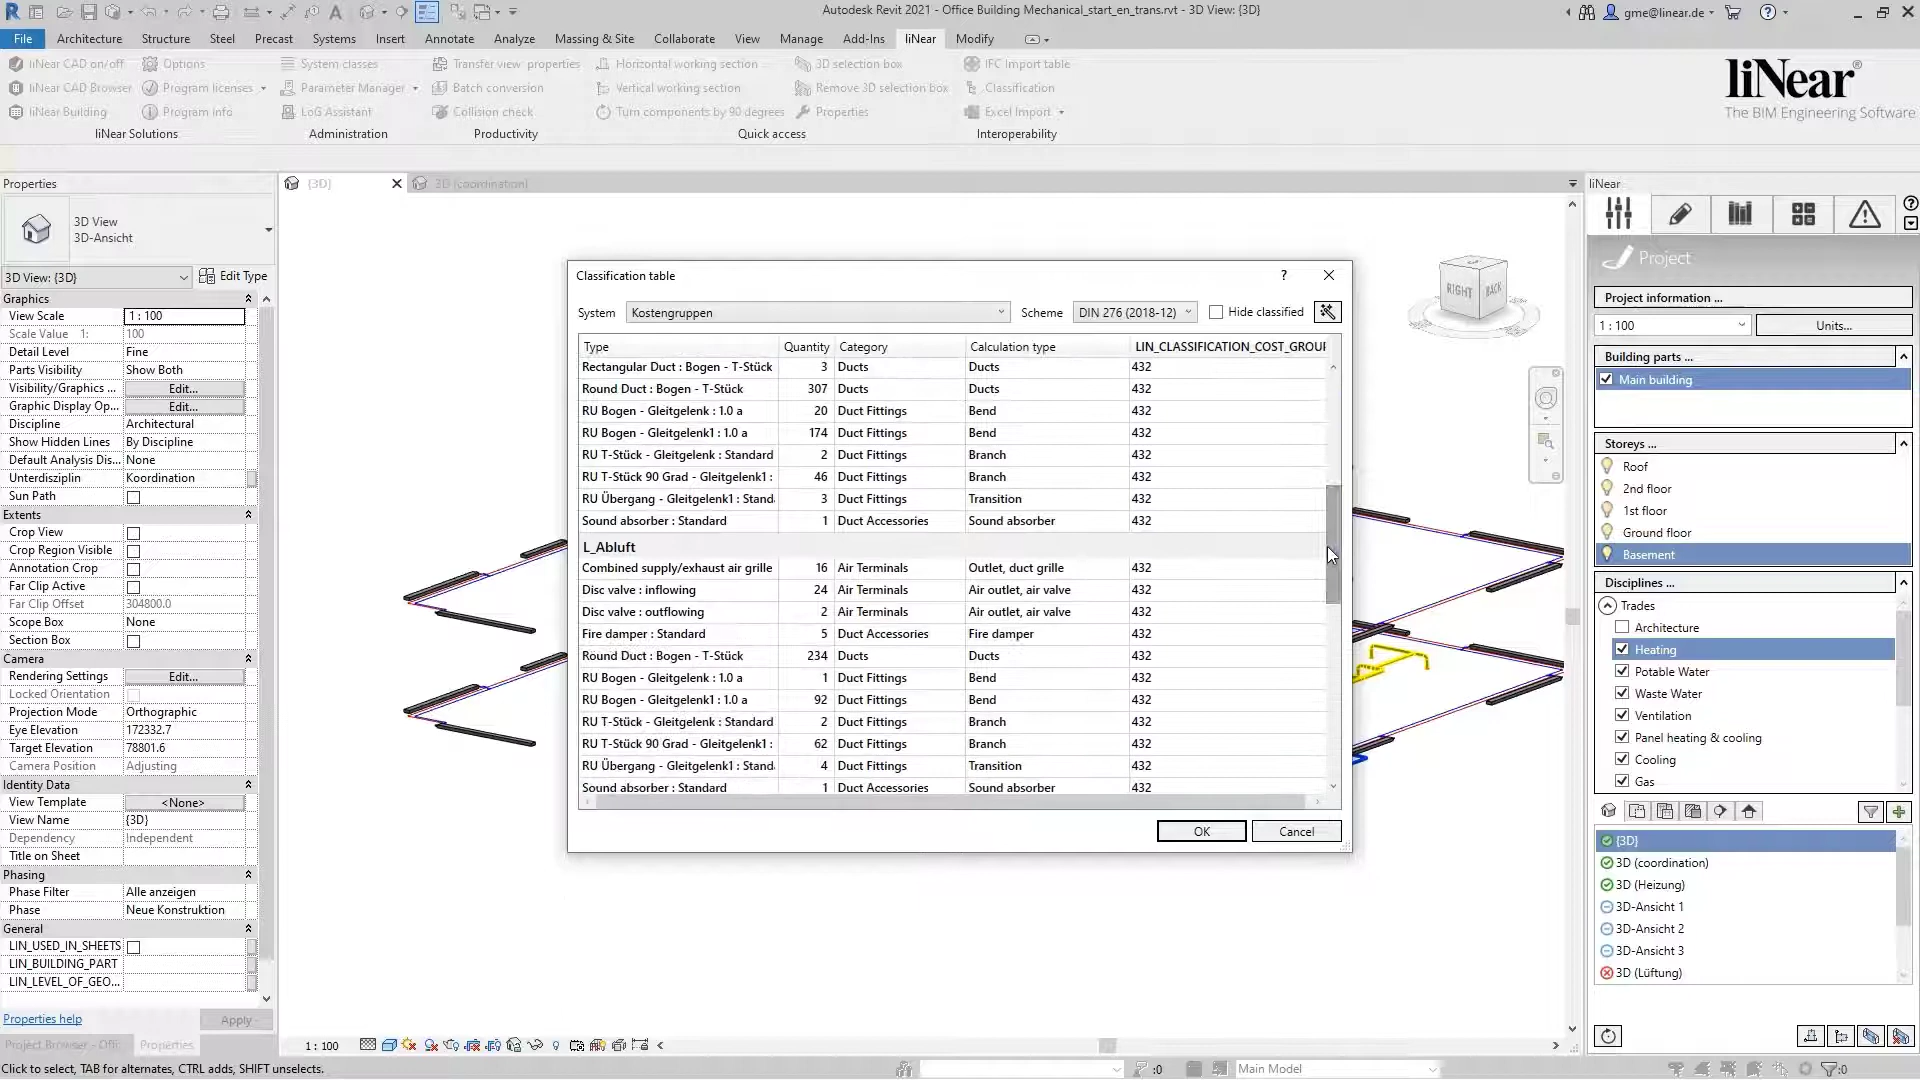 Autodesk Revit 2021 - Office Building Mechanical_start_en_trans.rvt - 3D View: {3D}
gme@linear.de
File Architecture Structure Steel Precast Systems Insert Annotate Analyze Massing & Site Collaborate View Manage Add-Ins liNear Modify
liNear CAD on/off Options System classes Transfer view properties Horizontal working section 3D selection box IFC Import table
liNear CAD Browser Program licenses Parameter Manager Batch conversion Vertical working section Remove 3D selection box Classification
liNear Building Program info LoG Assistant Collision check Turn components by 90 degrees Properties Excel Import
liNear Solutions Administration Productivity Quick access Interoperability
liNear®
The BIM Engineering Software
Properties
3D View
3D-Ansicht
3D View: {3D} Edit Type
Graphics
View Scale 1 : 100
Scale Value 1: 100
Detail Level Fine
Parts Visibility Show Both
Visibility/Graphics ... Edit...
Graphic Display Op... Edit...
Discipline Architectural
Show Hidden Lines By Discipline
Default Analysis Dis... None
Unterdisziplin Koordination
Sun Path
Extents
Crop View
Crop Region Visible
Annotation Crop
Far Clip Active
Far Clip Offset 304800.0
Scope Box None
Section Box
Camera
Rendering Settings Edit...
Locked Orientation
Projection Mode Orthographic
Eye Elevation 172332.7
Target Elevation 78801.6
Camera Position Adjusting
Identity Data
View Template <None>
View Name {3D}
Dependency Independent
Title on Sheet
Phasing
Phase Filter Alle anzeigen
Phase Neue Konstruktion
General
LIN_USED_IN_SHEETS
LIN_BUILDING_PART
LIN_LEVEL_OF_GEO...
Properties help Apply
Project Browser - Offic Properties
{3D} 3D (coordination)
RIGHT BACK
Classification table ?
System Kostengruppen Scheme DIN 276 (2018-12) Hide classified
Type Quantity Category Calculation type LIN_CLASSIFICATION_COST_GROUP
Rectangular Duct : Bogen - T-Stück 3 Ducts Ducts 432
Round Duct : Bogen - T-Stück 307 Ducts Ducts 432
RU Bogen - Gleitgelenk : 1.0 a 20 Duct Fittings Bend 432
RU Bogen - Gleitgelenk1 : 1.0 a 174 Duct Fittings Bend 432
RU T-Stück - Gleitgelenk : Standard 2 Duct Fittings Branch 432
RU T-Stück 90 Grad - Gleitgelenk1 : 46 Duct Fittings Branch 432
RU Übergang - Gleitgelenk1 : Stand 3 Duct Fittings Transition 432
Sound absorber : Standard 1 Duct Accessories Sound absorber 432
L_Abluft
Combined supply/exhaust air grille 16 Air Terminals Outlet, duct grille 432
Disc valve : inflowing 24 Air Terminals Air outlet, air valve 432
Disc valve : outflowing 2 Air Terminals Air outlet, air valve 432
Fire damper : Standard 5 Duct Accessories Fire damper 432
Round Duct : Bogen - T-Stück 234 Ducts Ducts 432
RU Bogen - Gleitgelenk : 1.0 a 1 Duct Fittings Bend 432
RU Bogen - Gleitgelenk1 : 1.0 a 92 Duct Fittings Bend 432
RU T-Stück - Gleitgelenk : Standard 2 Duct Fittings Branch 432
RU T-Stück 90 Grad - Gleitgelenk1 : 62 Duct Fittings Branch 432
RU Übergang - Gleitgelenk1 : Stand 4 Duct Fittings Transition 432
Sound absorber : Standard 1 Duct Accessories Sound absorber 432
OK Cancel
liNear
Project
Project information ...
1 : 100 Units...
Building parts ...
Main building
Storeys ...
Roof
2nd floor
1st floor
Ground floor
Basement
Disciplines ...
Trades
Architecture
Heating
Potable Water
Waste Water
Ventilation
Panel heating & cooling
Cooling
Gas
{3D}
3D (coordination)
3D (Heizung)
3D-Ansicht 1
3D-Ansicht 2
3D-Ansicht 3
3D (Lüftung)
1 : 100
Click to select, TAB for alternates, CTRL adds, SHIFT unselects. :0 Main Model :0